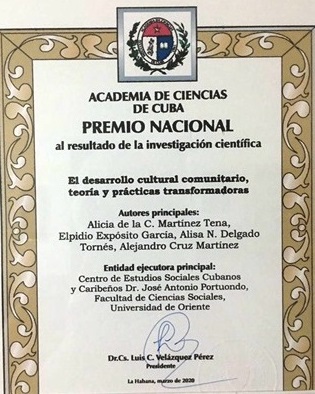 ACADEMIA DE CIENCIAS
DE CUBA
PREMIO NACIONAL
al resultado de la investigación científica
El desarrollo cultural comunitario,
teoría y prácticas transformadoras
Autores principales:
Alicia de la C. Martínez Tena,
Elpidio Expósito García, Alisa N. Delgado
Tornés, Alejandro Cruz Martínez
Entidad ejecutora principal:
Centro de Estudios Sociales Cubanos
y Caribeños Dr. José Antonio Portuondo,
Facultad de Ciencias Sociales,
Universidad de Oriente
Dr.Cs. Luis C. Velázquez Pérez
Presidente
La Habana, marzo de 2020